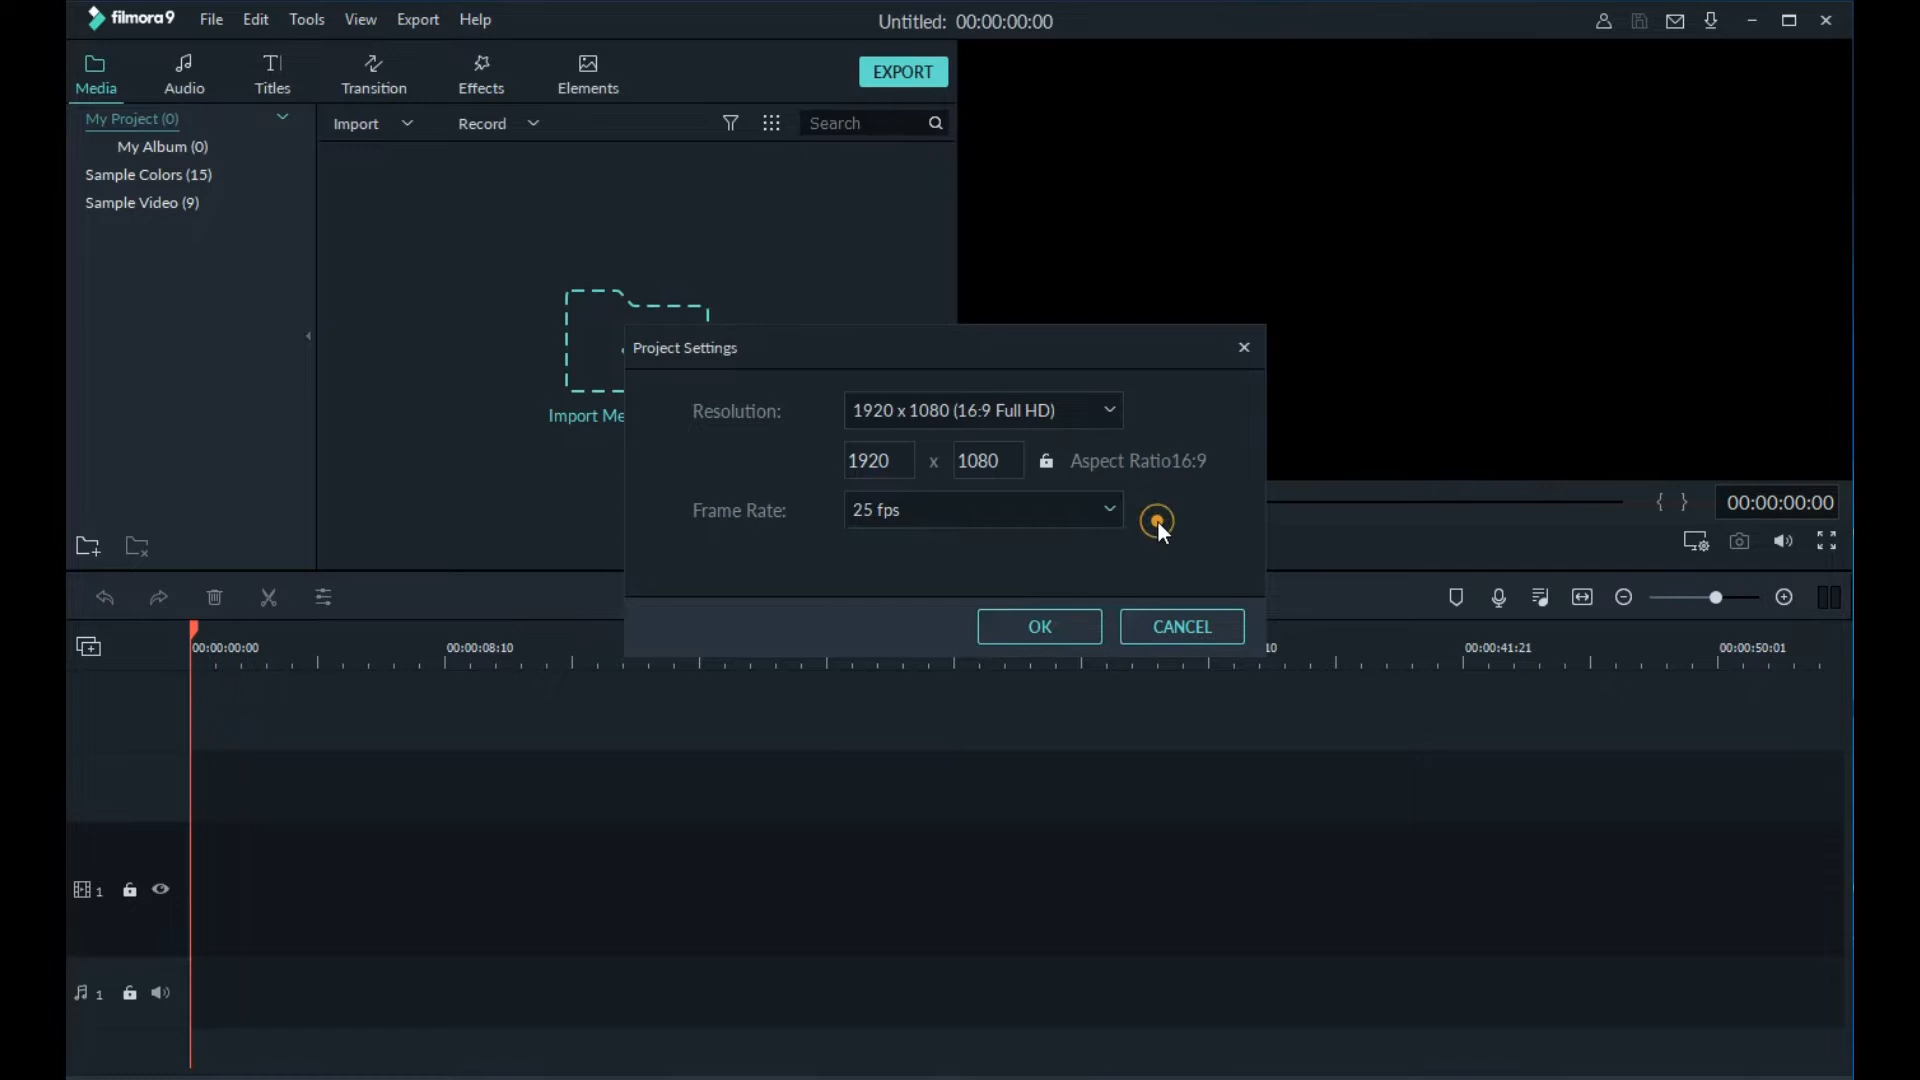 filmora9 File Edit Tools View Export Help Untitled: 00:00:00:00
Media Audio Titles Transition Effects Elements EXPORT
My Project (0) Import Record Search
My Album (0)
Sample Colors (15)
Sample Video (9)
Import Me
Project Settings
Resolution: 1920 x 1080 (16:9 Full HD)
1920 x 1080 Aspect Ratio16:9
Frame Rate: 25 fps
{ } 00:00:00:00
OK CANCEL
00:00:00:00 00:00:08:10 10 00:00:41:21 00:00:50:01
1
1